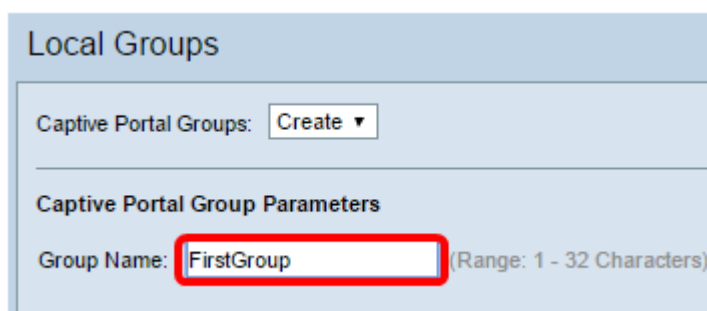 Local Groups
Captive Portal Groups: Create ▼
Captive Portal Group Parameters
Group Name: FirstGroup (Range: 1 - 32 Characters)